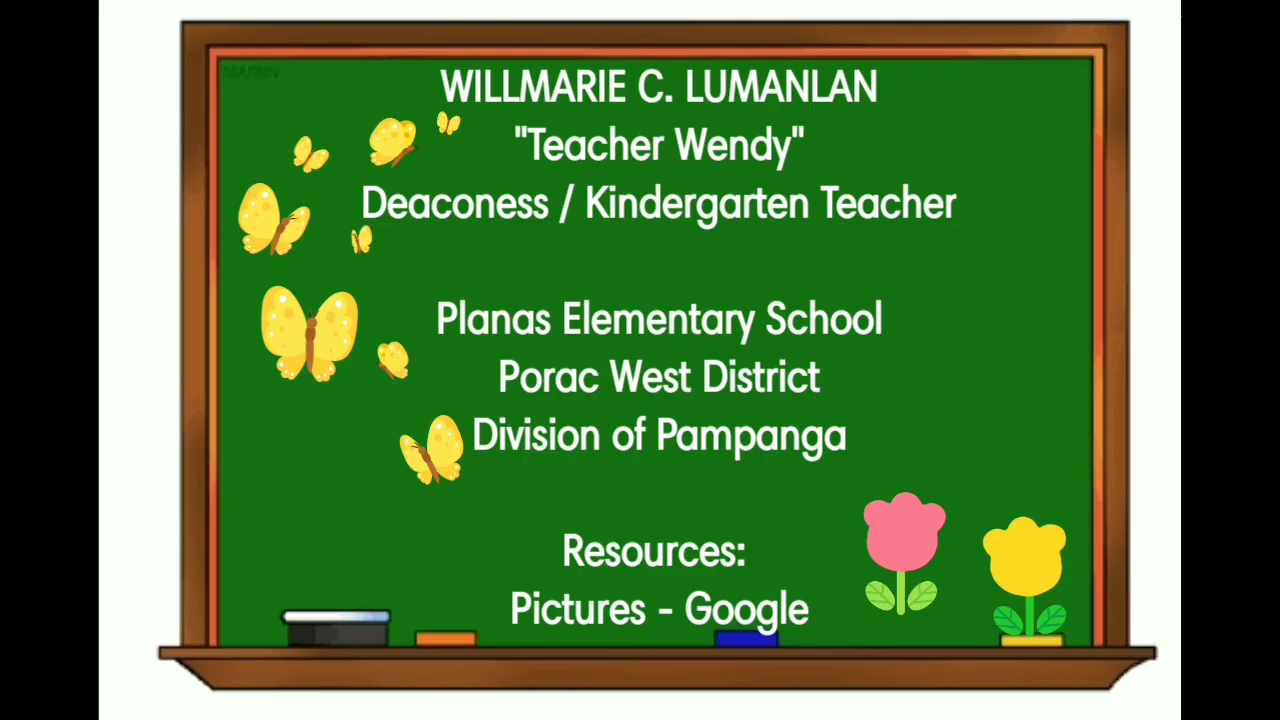 WILLMARIE C. LUMANLAN
"Teacher Wendy"
Deaconess / Kindergarten Teacher
Planas Elementary School
Porac West District
Division of Pampanga
Resources:
Pictures - Google